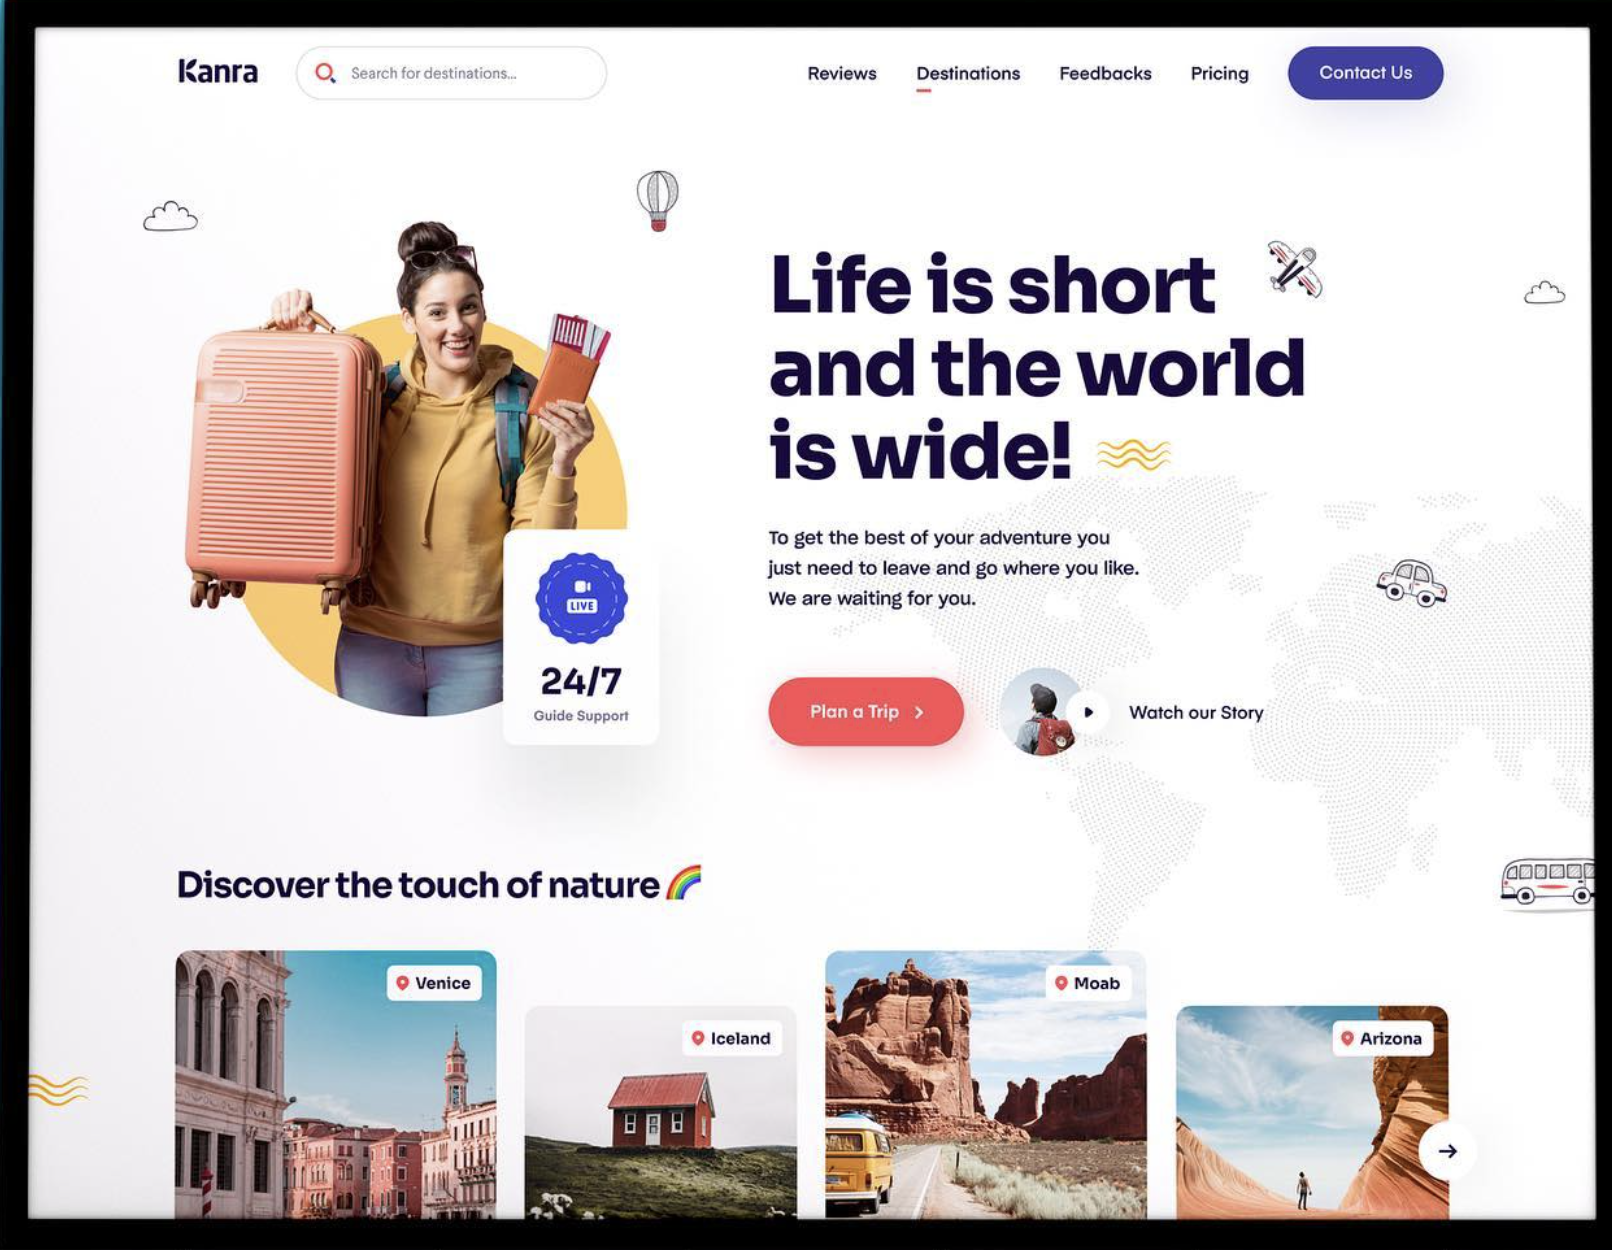 Kanra
Search for destinations...
Reviews
Destinations
Feedbacks
Pricing
Contact Us
Life is short
and the world
is wide!
To get the best of your adventure you
just need to leave and go where you like.
We are waiting for you.
Plan a Trip
Watch our Story
LIVE
24/7
Guide Support
Discover the touch of nature
Venice
Iceland
Moab
Arizona